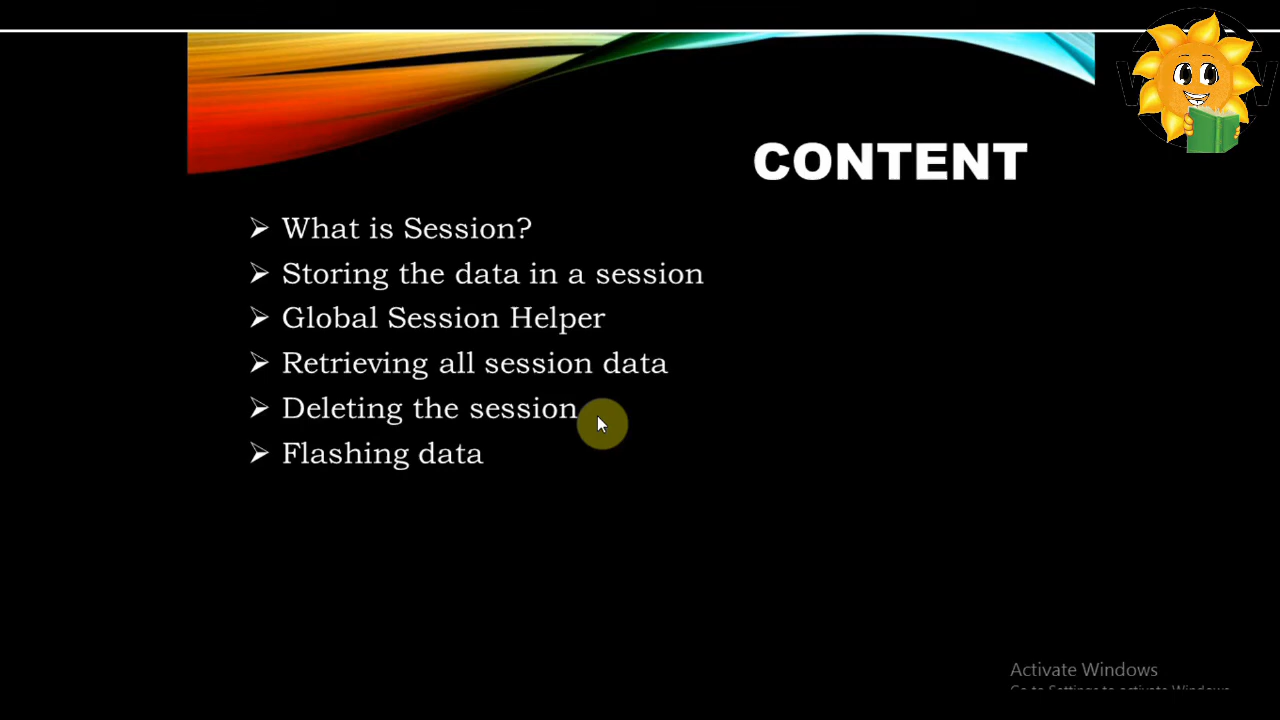 CONTENT
What is Session?
Storing the data in a session
Global Session Helper
Retrieving all session data
Deleting the session
Flashing data
Activate Windows
Go to Settings to activate Windows.